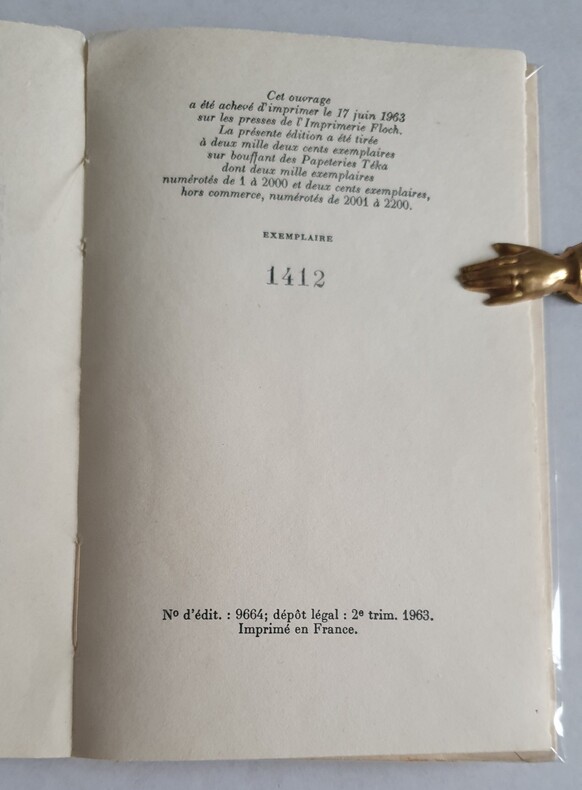 Cet ouvrage
a été achevé d'imprimer le 17 juin 1963
sur les presses de l'Imprimerie Floch.
La présente édition a été tirée
à deux mille deux cents exemplaires
sur bouffant des Papeteries Téka
dont deux mille exemplaires
numérotés de 1 à 2000 et deux cents exemplaires,
hors commerce, numérotés de 2001 à 2200.
EXEMPLAIRE
1412
Nº d'édit. : 9664; dépôt légal : 2e trim. 1963.
Imprimé en France.